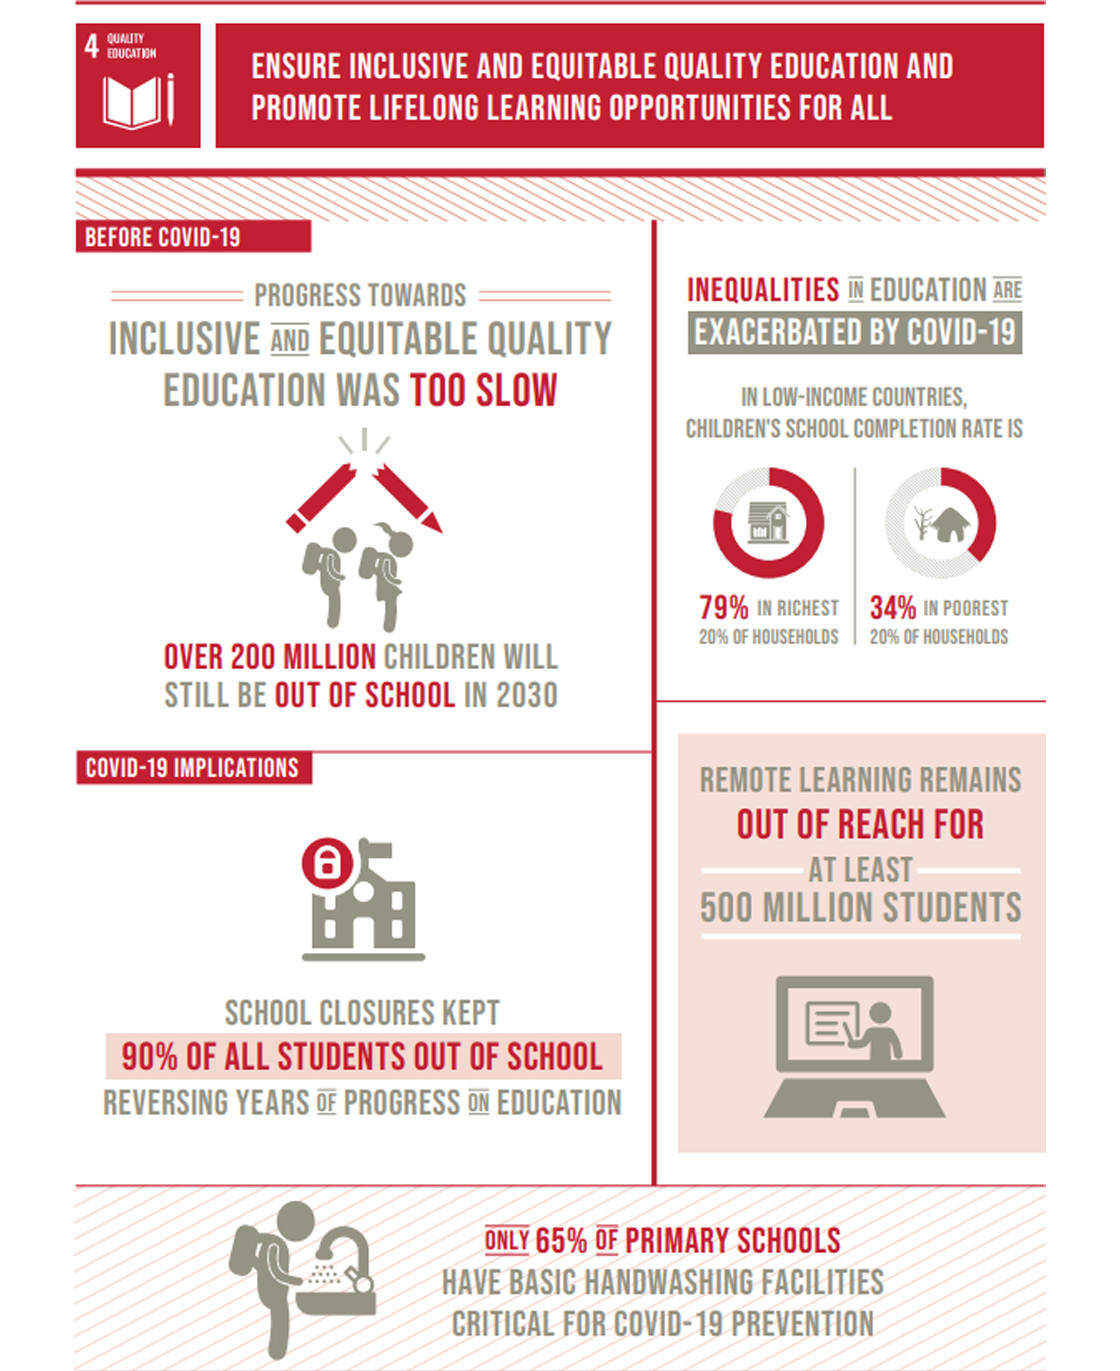 4 QUALITY
EDUCATION
ENSURE INCLUSIVE AND EQUITABLE QUALITY EDUCATION AND
PROMOTE LIFELONG LEARNING OPPORTUNITIES FOR ALL
BEFORE COVID-19
PROGRESS TOWARDS
INCLUSIVE AND EQUITABLE QUALITY
EDUCATION WAS TOO SLOW
OVER 200 MILLION CHILDREN WILL
STILL BE OUT OF SCHOOL IN 2030
INEQUALITIES IN EDUCATION ARE
EXACERBATED BY COVID-19
IN LOW-INCOME COUNTRIES,
CHILDREN'S SCHOOL COMPLETION RATE IS
79% IN RICHEST
20% OF HOUSEHOLDS
34% IN POOREST
20% OF HOUSEHOLDS
COVID-19 IMPLICATIONS
SCHOOL CLOSURES KEPT
90% OF ALL STUDENTS OUT OF SCHOOL
REVERSING YEARS OF PROGRESS ON EDUCATION
REMOTE LEARNING REMAINS
OUT OF REACH FOR
AT LEAST
500 MILLION STUDENTS
ONLY 65% OF PRIMARY SCHOOLS
HAVE BASIC HANDWASHING FACILITIES
CRITICAL FOR COVID-19 PREVENTION